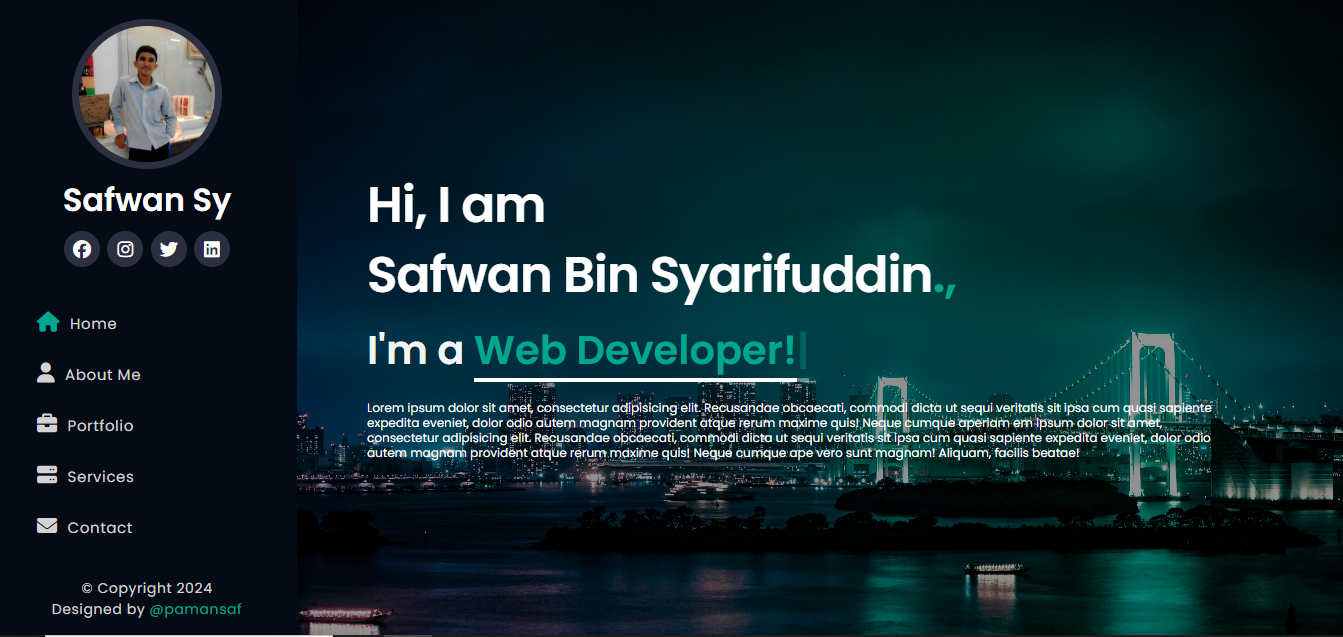 Safwan Sy
Home
About Me
Portfolio
Services
Contact
© Copyright 2024
Designed by @pamansaf
Hi, I am
Safwan Bin Syarifuddin.,
I'm a Web Developer!
Lorem ipsum dolor sit amet, consectetur adipisicing elit. Recusandae obcaecati, commodi dicta ut sequi veritatis sit ipsa cum quasi sapiente
expedita eveniet, dolor odio autem magnam provident atque rerum maxime quis! Neque cumque aperiam em ipsum dolor sit amet,
consectetur adipisicing elit. Recusandae obcaecati, commodi dicta ut sequi veritatis sit ipsa cum quasi sapiente expedita eveniet, dolor odio
autem magnam provident atque rerum maxime quis! Neque cumque ape vero sunt magnam! Aliquam, facilis beatae!